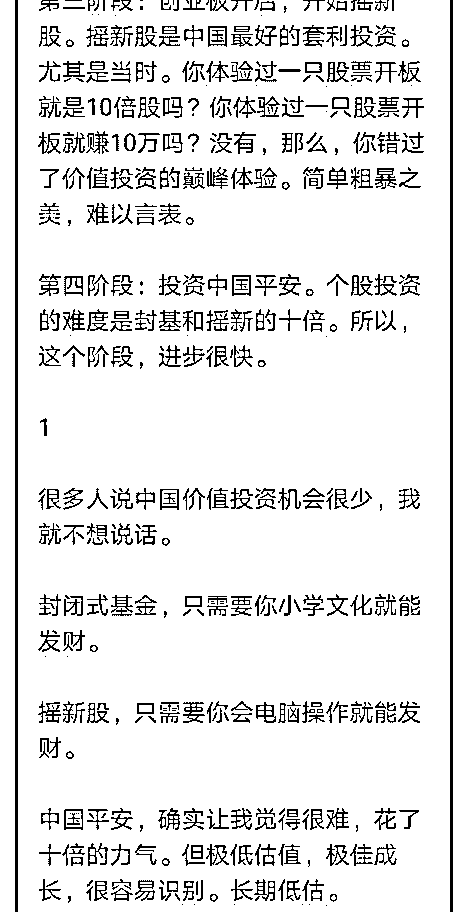 第三阶段：创业板开启，开始摇新
股。摇新股是中国最好的套利投资。
尤其是当时。你体验过一只股票开板
就是10倍股吗？你体验过一只股票开
板就赚10万吗？没有，那么，你错过
了价值投资的巅峰体验。简单粗暴之
美，难以言表。
第四阶段：投资中国平安。个股投资
的难度是封基和摇新的十倍。所以，
这个阶段，进步很快。
1
很多人说中国价值投资机会很少，我
就不想说话。
封闭式基金，只需要你小学文化就能
发财。
摇新股，只需要你会电脑操作就能发
财。
中国平安，确实让我觉得很难，花了
十倍的力气。但极低估值，极佳成
长，很容易识别。长期低估。